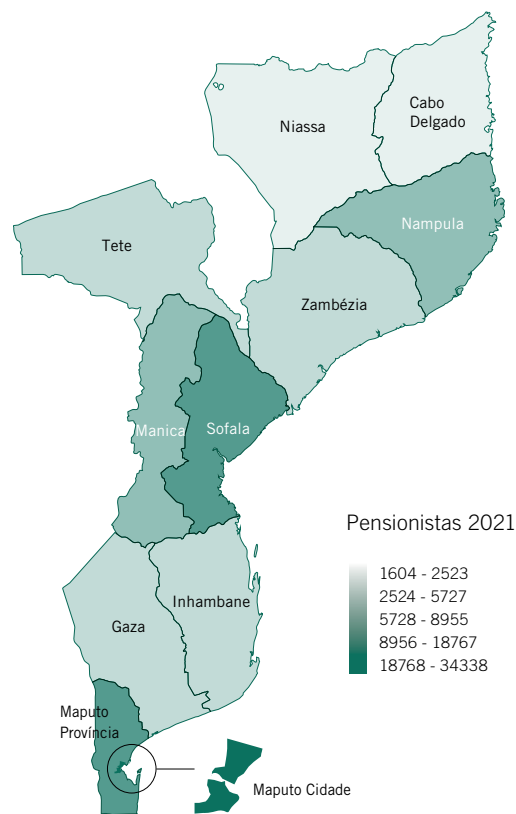 Cabo
Delgado
Niassa
Nampula
Tete
Zambézia
Manica
Sofala
Pensionistas 2021
1604 - 2523
2524 - 5727
5728 - 8955
8956 - 18767
18768 - 34338
Inhambane
Gaza
Maputo
Província
Maputo Cidade